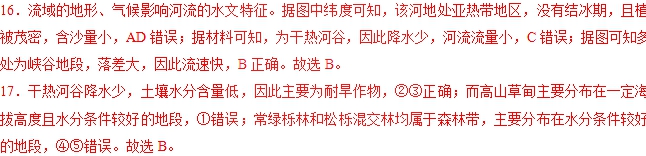 16．流域的地形、气候影响河流的水文特征。据图中纬度可知，该河地处亚热带地区，没有结冰期，且植
被茂密，含沙量小，AD 错误；据材料可知，为干热河谷，因此降水少，河流流量小，C 错误；据图可知多
处为峡谷地段，落差大，因此流速快，B 正确。故选 B。
17．干热河谷降水少，土壤水分含量低，因此主要为耐旱作物，②③正确；而高山草甸主要分布在一定海
拔高度且水分条件较好的地段，①错误；常绿栎林和松栎混交林均属于森林带，主要分布在水分条件较好
的地段，④⑤错误。故选 B。